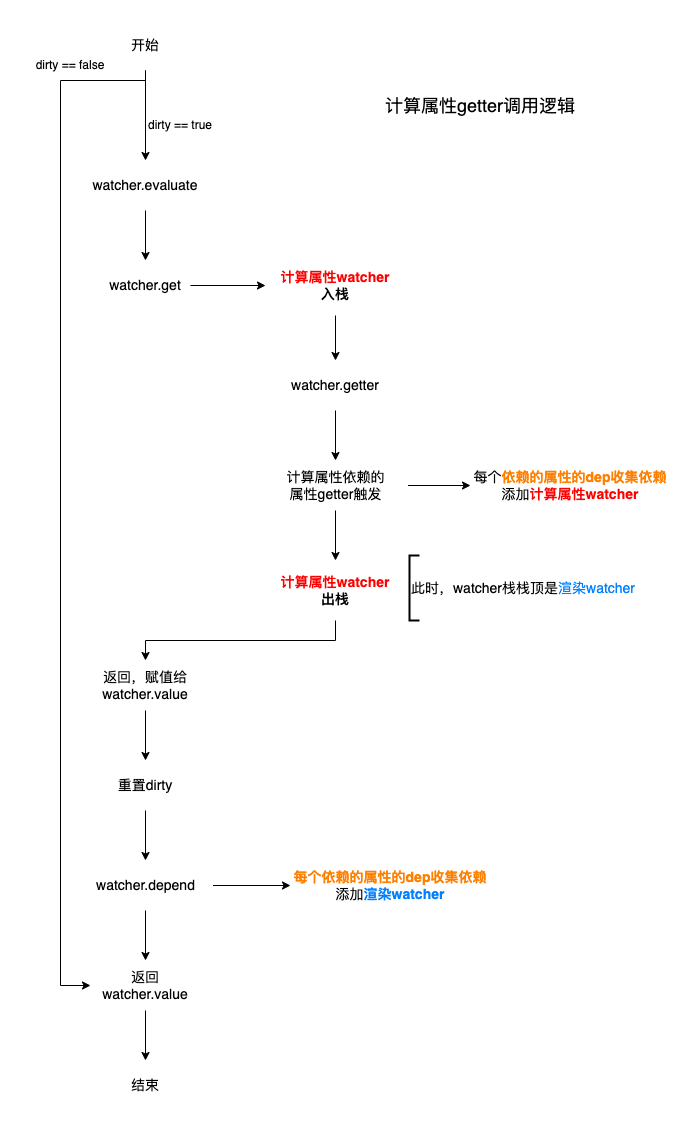 开始
dirty == false
计算属性getter调用逻辑
dirty == true
watcher.evaluate
watcher.get
计算属性watcher
入栈
watcher.getter
计算属性依赖的
属性getter触发
每个依赖的属性的dep收集依赖
添加计算属性watcher
计算属性watcher
出栈
此时，watcher栈栈顶是渲染watcher
返回，赋值给
watcher.value
重置dirty
watcher.depend
每个依赖的属性的dep收集依赖
添加渲染watcher
返回
watcher.value
结束